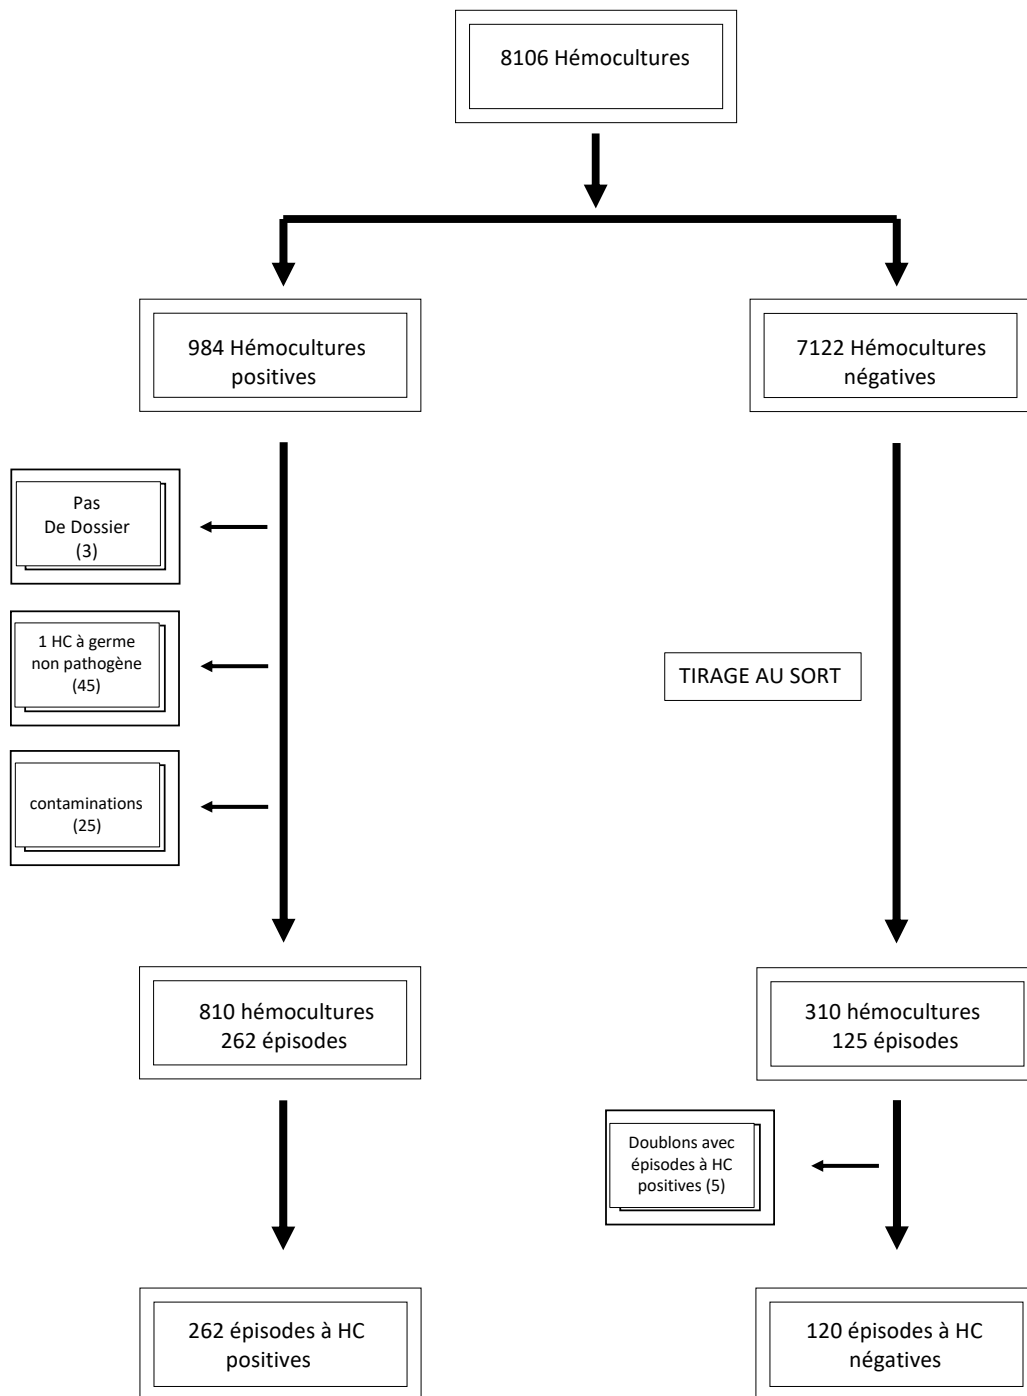 8106 Hémocultures
984 Hémocultures
positives
7122 Hémocultures
négatives
Pas
De Dossier
(3)
1 HC à germe
non pathogène
(45)
TIRAGE AU SORT
contaminations
(25)
810 hémocultures
262 épisodes
310 hémocultures
125 épisodes
Doublons avec
épisodes à HC
positives (5)
262 épisodes à HC
positives
120 épisodes à HC
négatives